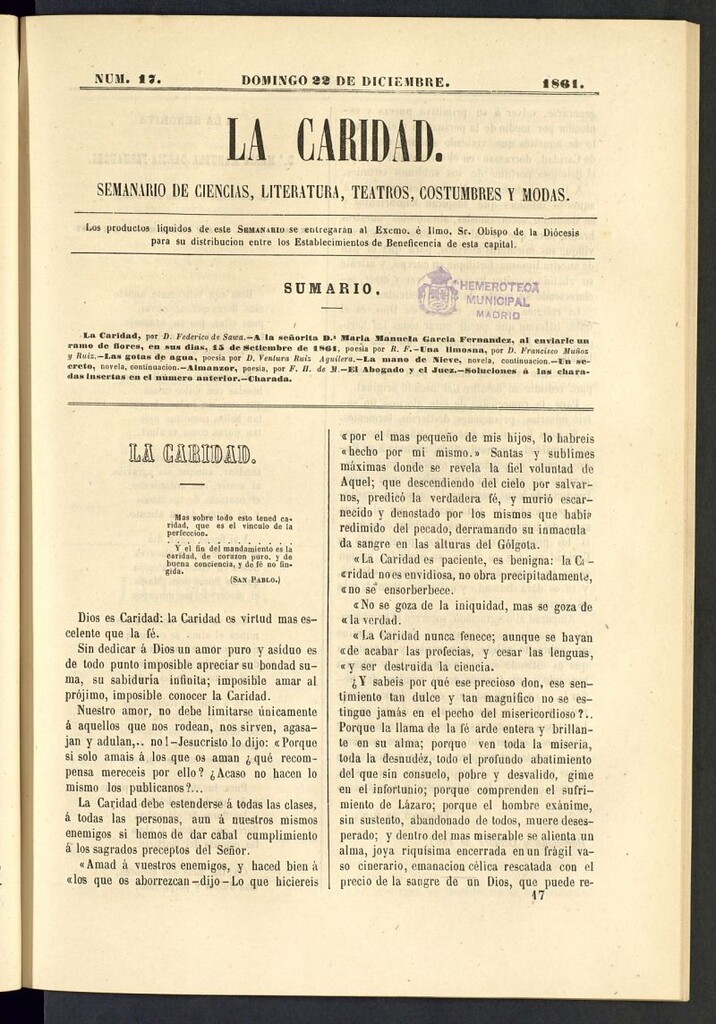 NUM. 17. DOMINGO 22 DE DICIEMBRE. 1861.
LA CARIDAD.
SEMANARIO DE CIENCIAS, LITERATURA, TEATROS, COSTUMBRES Y MODAS.
Los productos líquidos de este SEMANARIO se entregarán al Excmo. é Ilmo. Sr. Obispo de la Diócesis
para su distribucion entre los Establecimientos de Beneficencia de esta capital.
SUMARIO.
HEMEROTECA
MUNICIPAL
MADRID
La Caridad, por D. Federico de Sawa.—A la señorita D.ª Maria Manuela Garcia Fernandez, al enviarle un
ramo de flores, en sus dias, 15 de Setiembre de 1861, poesia por R. F.—Una limosna, por D. Francisco Muñoz
y Ruiz.—Las gotas de agua, poesia por D. Ventura Ruiz Aguilera.—La mano de Nieve, novela, continuacion.—Un se-
creto, novela, continuacion.—Almanzor, poesia, por F. H. de M.—El Abogado y el Juez.—Soluciones á las chara-
das insertas en el número anterior.—Charada.
LA CARIDAD.
Mas sobre todo esto tened ca-
ridad, que es el vínculo de la
perfeccion.
. . . . . . . . . . . . . . . .
Y el fin del mandamiento es la
caridad, de corazon puro, y de
buena conciencia, y de fé no fin-
gida.
(SAN PABLO.)
Dios es Caridad: la Caridad es virtud mas es-
celente que la fé.
Sin dedicar á Dios un amor puro y asíduo es
de todo punto imposible apreciar su bondad su-
ma, su sabiduría infinita; imposible amar al
prójimo, imposible conocer la Caridad.
Nuestro amor, no debe limitarse únicamente
á aquellos que nos rodean, nos sirven, agasa-
jan y adulan,.. no!—Jesucristo lo dijo: «Porque
si solo amais á los que os aman ¿qué recom-
pensa mereceis por ello? ¿Acaso no hacen lo
mismo los publicanos?...
La Caridad debe estenderse á todas las clases,
á todas las personas, aun á nuestros mismos
enemigos si hemos de dar cabal cumplimiento
á los sagrados preceptos del Señor.
«Amad á vuestros enemigos, y haced bien á
«los que os aborrezcan—dijo—Lo que hiciereis
«por el mas pequeño de mis hijos, lo habreis
«hecho por mi mismo.» Santas y sublimes
máximas donde se revela la fiel voluntad de
Aquel; que descendiendo del cielo por salvar-
nos, predicó la verdadera fé, y murió escar-
necido y denostado por los mismos que habia
redimido del pecado, derramando su inmacula
da sangre en las alturas del Gólgota.
«La Caridad es paciente, es benigna: la Ca-
«ridad no es envidiosa, no obra precipitadamente,
«no se ensorberbece.
«No se goza de la iniquidad, mas se goza de
«la verdad.
«La Caridad nunca fenece; aunque se hayan
«de acabar las profecias, y cesar las lenguas,
«y ser destruida la ciencia.
¿Y sabeis por qué ese precioso don, ese sen-
timiento tan dulce y tan magnífico no se es-
tingue jamás en el pecho del misericordioso?..
Porque la llama de la fé arde entera y brillan-
te en su alma; porque ven toda la miseria,
toda la desnudéz, todo el profundo abatimiento
del que sin consuelo, pobre y desvalido, gime
en el infortunio; porque comprenden el sufri-
miento de Lázaro; porque el hombre exánime,
sin sustento, abandonado de todos, muere deses-
perado; y dentro del mas miserable se alienta un
alma, joya riquísima encerrada en un frágil va-
so cinerario, emanacion célica rescatada con el
precio de la sangre de un Dios, que puede re-
17